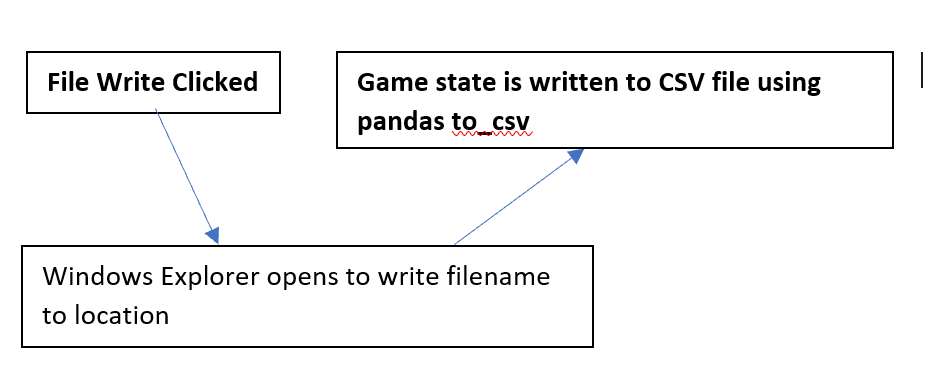 File Write Clicked
Game state is written to CSV file using
pandas to_csv
Windows Explorer opens to write filename
to location